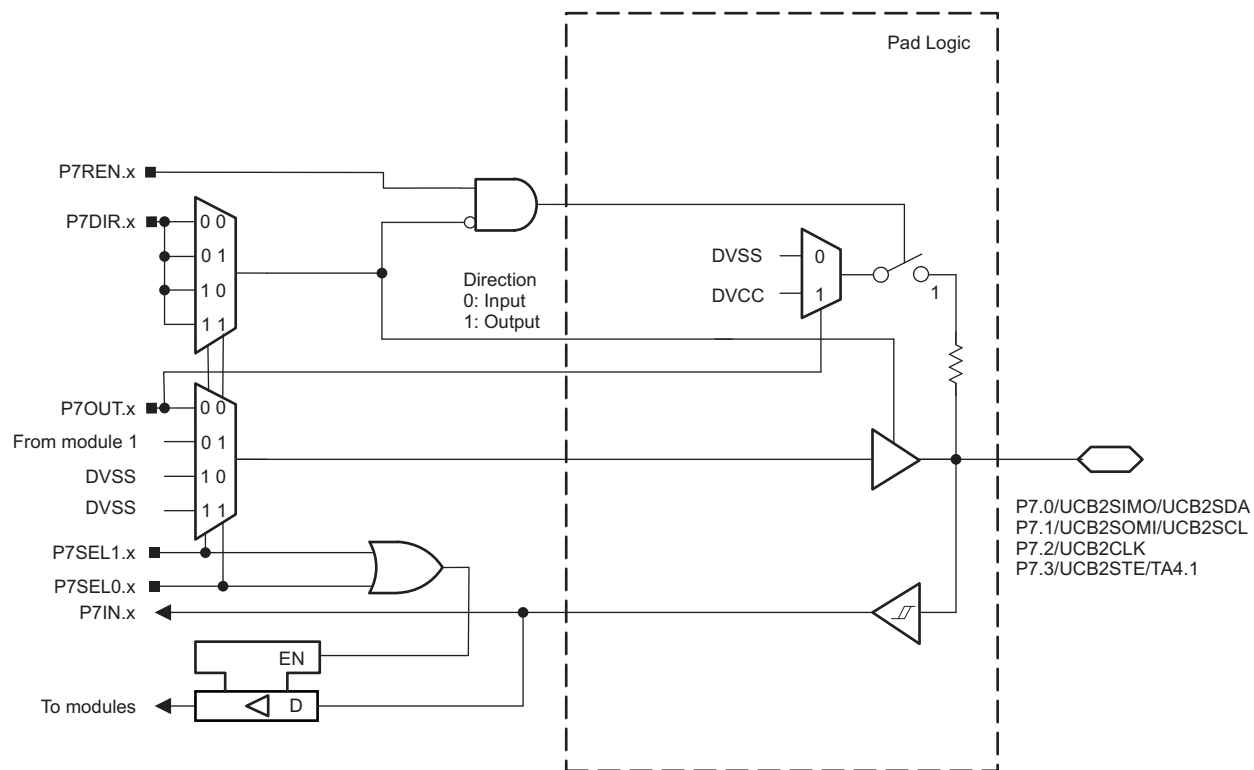 Pad Logic
P7REN.x
P7DIR.x
0 0
0 1
1 0
1 1
Direction
0: Input
1: Output
DVSS
0
DVCC
1
1
P7OUT.x
0 0
From module 1
0 1
DVSS
1 0
DVSS
1 1
P7SEL1.x
P7SEL0.x
P7IN.x
EN
To modules
D
P7.0/UCB2SIMO/UCB2SDA
P7.1/UCB2SOMI/UCB2SCL
P7.2/UCB2CLK
P7.3/UCB2STE/TA4.1